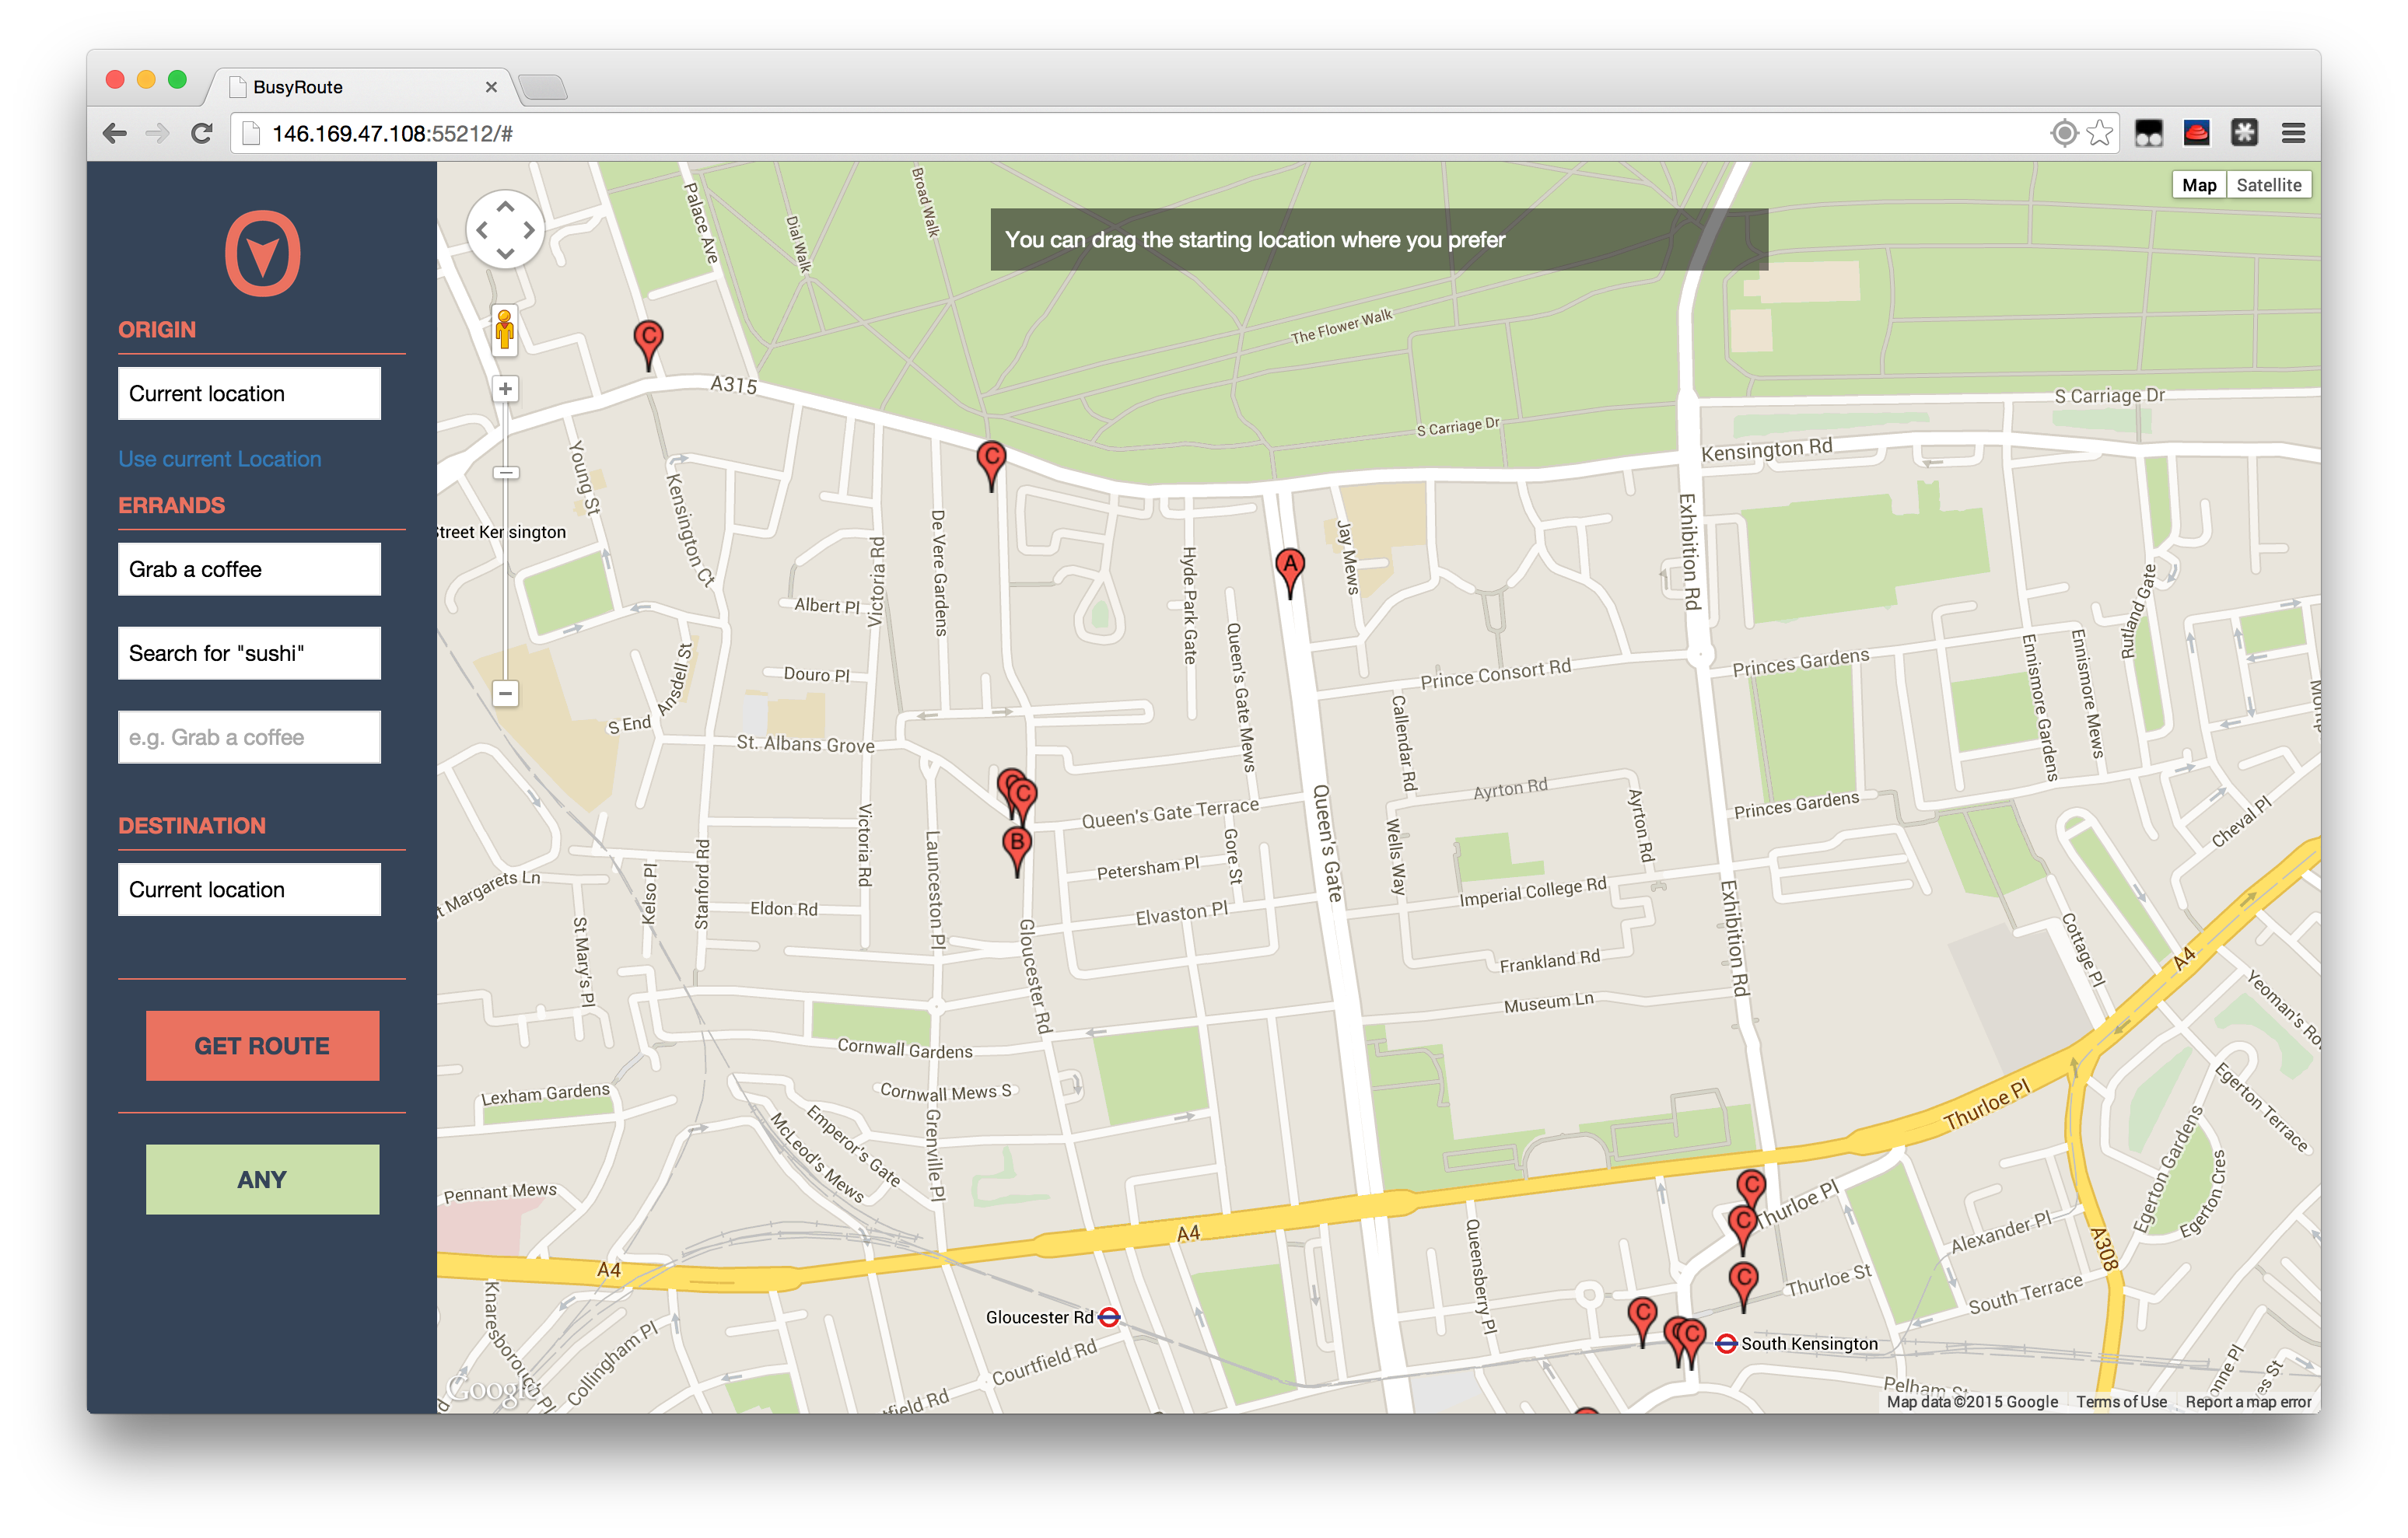 BusyRoute
146.169.47.108:55212/#
ORIGIN
Current location
Use current Location
ERRANDS
Grab a coffee
Search for "sushi"
e.g. Grab a coffee
DESTINATION
Current location
GET ROUTE
ANY
You can drag the starting location where you prefer
Map
Satellite
Palace Ave
Dial Walk
Broad Walk
The Flower Walk
S Carriage Dr
S Carriage Dr
C
A315
C
Kensington Rd
Young St
Kensington Ct
Street Kensington
De Vere Gardens
Victoria Rd
Hyde Park Gate
A
Jay Mews
Exhibition Rd
Albert Pl
Queen's Gate Mews
Rutland Gate
Ennismore Gardens
Ennismore Mews
Ansdell St
Douro Pl
Prince Consort Rd
Princes Gardens
S End
St. Albans Grove
Callendar Rd
C
C
Ayrton Rd
Queen's Gate Terrace
Queen's Gate
Princes Gardens
Cheval Pl
B
Victoria Rd
Launceston Pl
Stanford Rd
Kelso Pl
Petersham Pl
Gore St
Wells Way
Ayrton Rd
Imperial College Rd
Exhibition Rd
t Margarets Ln
Eldon Rd
Elvaston Pl
St Mary's Pl
Gloucester Rd
Frankland Rd
Cottage Pl
A4
Museum Ln
Yeoman's Ro
Cornwall Gardens
Cornwall Mews S
Lexham Gardens
Emperor's Gate
McLeod's Mews
Grenville Pl
Thurloe Pl
Egerton Terrace
Egerton Gardens
Egerton Cres
Pennant Mews
C
Thurloe Pl
C
A4
A4
Queensberry Pl
Alexander Pl
A308
C
Thurloe St
South Terrace
Knaresborough Pl
Collingham Pl
Gloucester Rd
Courtfield Rd
C
C
C
South Kensington
Pelham St
onne Pl
es St
tfield Rd
Google
Map data ©2015 Google
Terms of Use
Report a map error